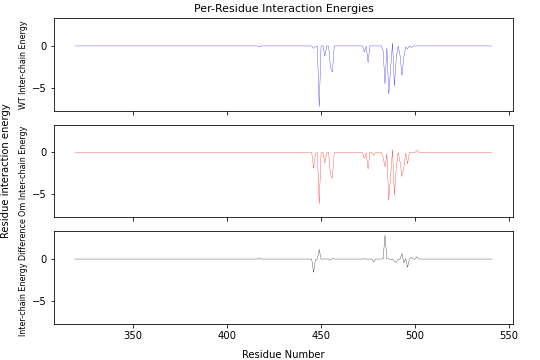 Per-Residue Interaction Energies
Residue interaction energy
WT Inter-chain Energy
0
−5
Om Inter-chain Energy
0
−5
Inter-chain Energy Difference
0
−5
350
400
450
500
550
Residue Number